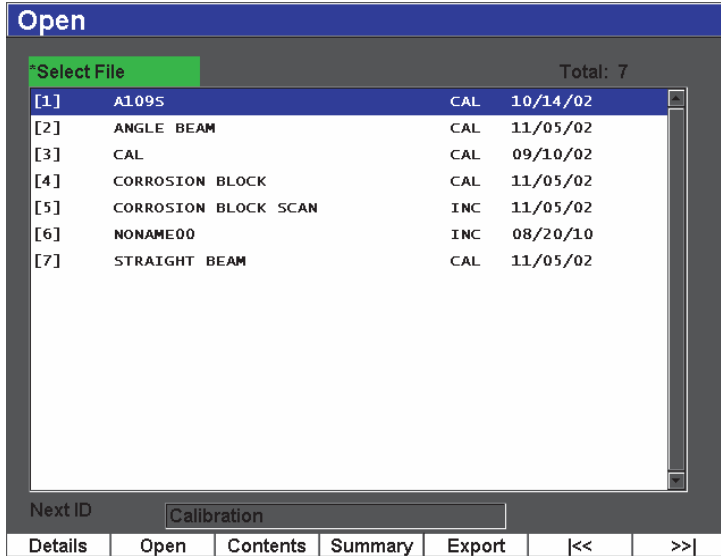 Open
*Select File Total: 7
[1] A109S CAL 10/14/02
[2] ANGLE BEAM CAL 11/05/02
[3] CAL CAL 09/10/02
[4] CORROSION BLOCK CAL 11/05/02
[5] CORROSION BLOCK SCAN INC 11/05/02
[6] NONAME00 INC 08/20/10
[7] STRAIGHT BEAM CAL 11/05/02
Next ID Calibration
Details Open Contents Summary Export |<< >>|